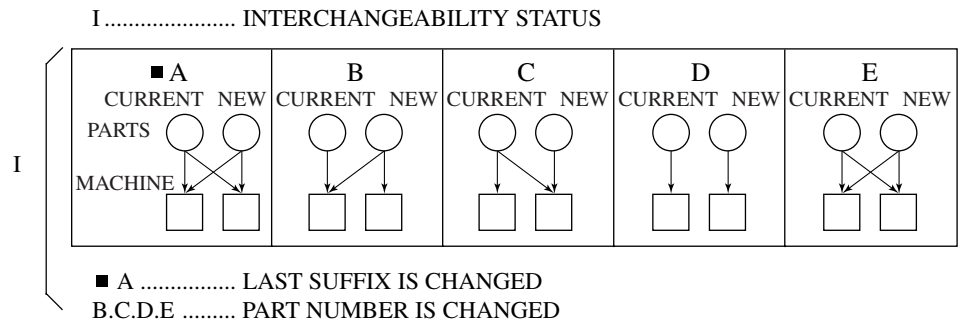 I ....................... INTERCHANGEABILITY STATUS
■ A B C D E
CURRENT NEW CURRENT NEW CURRENT NEW CURRENT NEW CURRENT NEW
PARTS
I
MACHINE
■ A ................ LAST SUFFIX IS CHANGED
B.C.D.E ......... PART NUMBER IS CHANGED